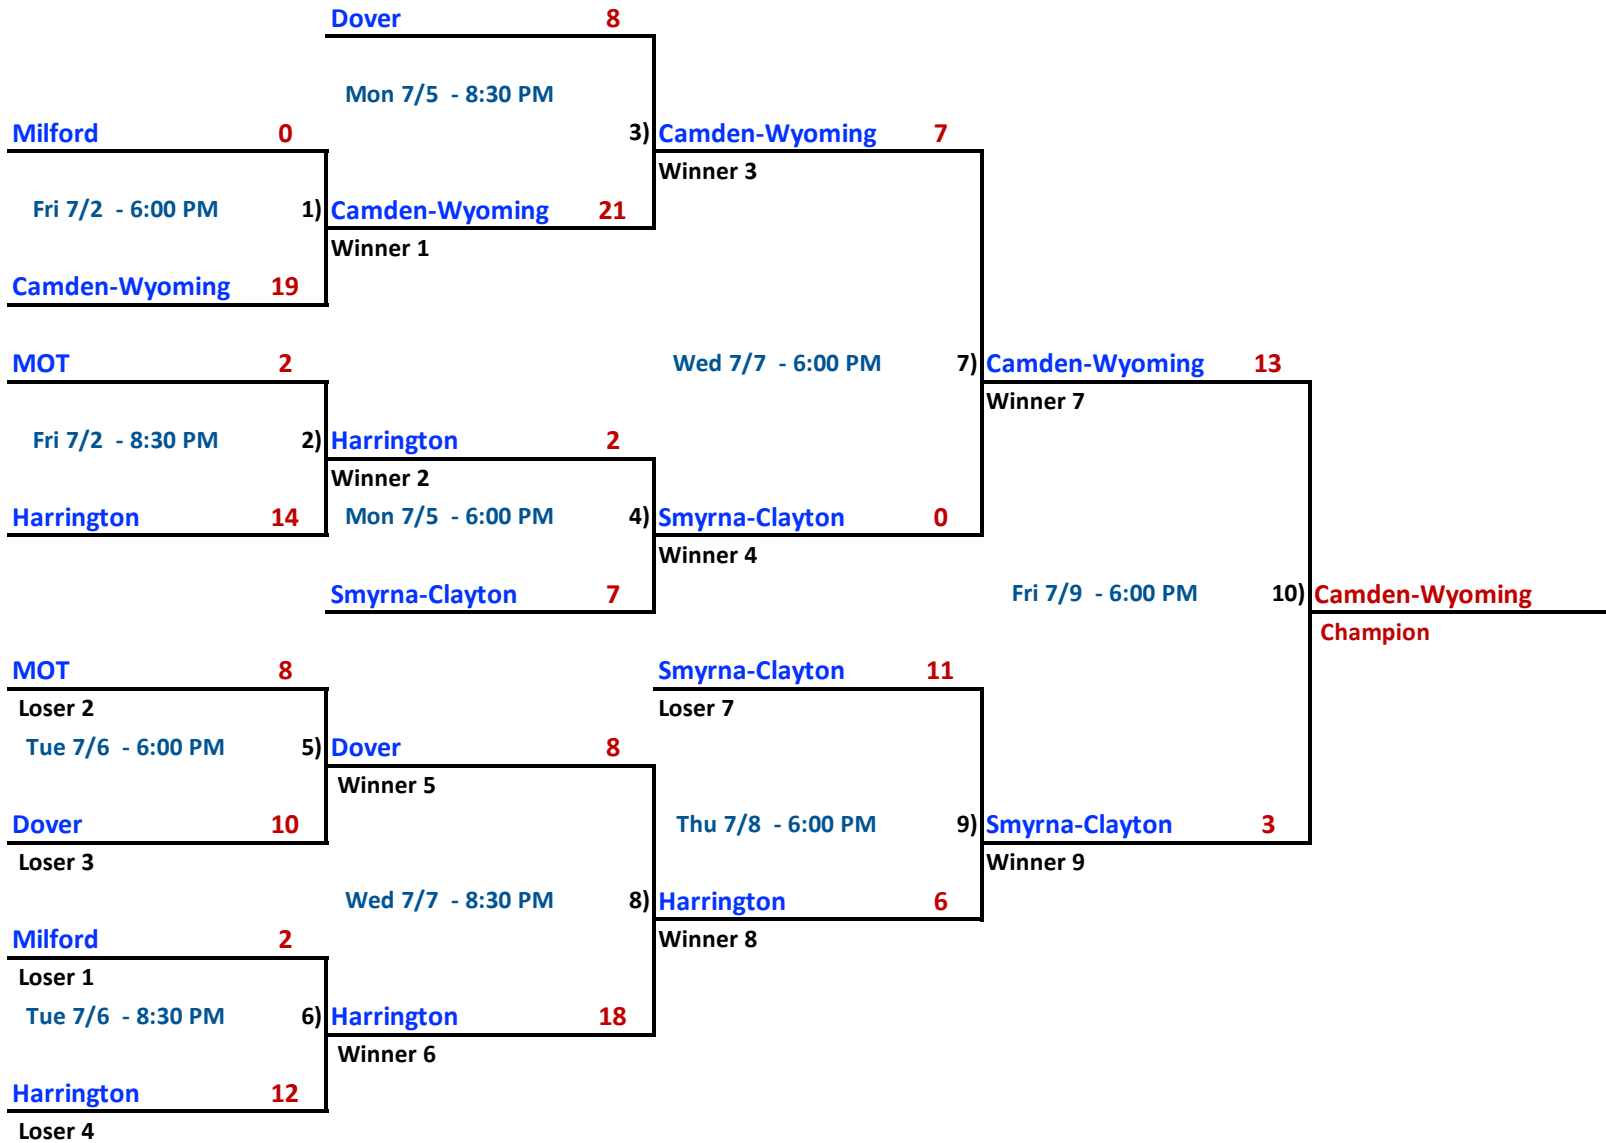 Dover 8
Mon 7/5 - 8:30 PM
Milford 0
3) Camden-Wyoming 7
Winner 3
Fri 7/2 - 6:00 PM
1) Camden-Wyoming 21
Winner 1
Camden-Wyoming 19
MOT 2
Wed 7/7 - 6:00 PM
7) Camden-Wyoming 13
Winner 7
Fri 7/2 - 8:30 PM
2) Harrington 2
Winner 2
Harrington 14
Mon 7/5 - 6:00 PM
4) Smyrna-Clayton 0
Winner 4
Smyrna-Clayton 7
Fri 7/9 - 6:00 PM
10) Camden-Wyoming
Champion
MOT 8
Loser 2
Smyrna-Clayton 11
Loser 7
Tue 7/6 - 6:00 PM
5) Dover 8
Winner 5
Dover 10
Loser 3
Thu 7/8 - 6:00 PM
9) Smyrna-Clayton 3
Winner 9
Wed 7/7 - 8:30 PM
8) Harrington 6
Winner 8
Milford 2
Loser 1
Tue 7/6 - 8:30 PM
6) Harrington 18
Winner 6
Harrington 12
Loser 4